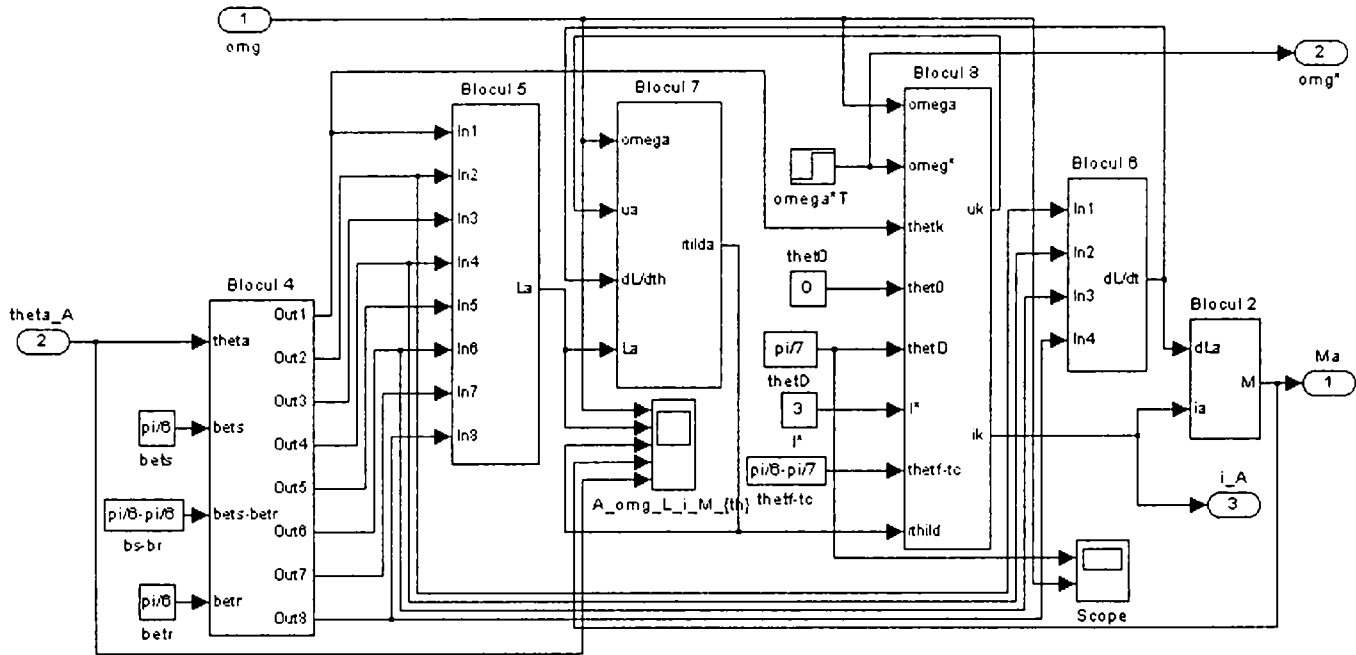 1
omg
2
omg*
Blocul 5
In1
In2
In3
In4
In5
In6
In7
In8
La
Blocul 7
omega
ua
dL/dth
La
itilda
Blocul 3
omega
omeg*
thetk
thet0
thetD
I*
thetf-tc
ithild
uk
ik
omega*T
thet0
0
pi/7
thetD
3
I*
pi/6-pi/7
thetf-tc
Blocul 6
In1
In2
In3
In4
dL/dt
Blocul 2
dLa
ia
M
Ma
1
i_A
3
Scope
A_omg_L_i_M_{th}
theta_A
2
Blocul 4
theta
bets
bets-betr
betr
Out1
Out2
Out3
Out4
Out5
Out6
Out7
Out8
pi/6
bets
pi/6-pi/6
bs-br
pi/6
betr